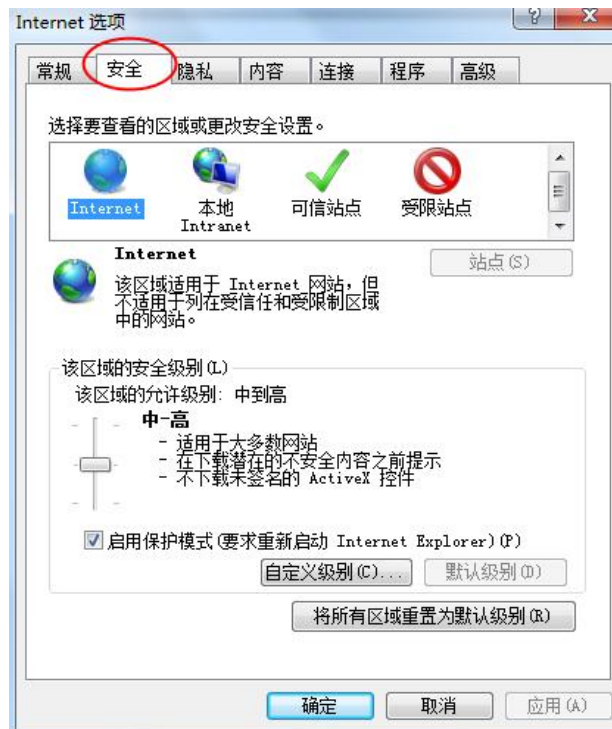 Internet 选项
常规 安全 隐私 内容 连接 程序 高级
选择要查看的区域或更改安全设置。
Internet 本地 Intranet 可信站点 受限站点
Internet
站点(S)
该区域适用于 Internet 网站，但
不适用于列在受信任和受限制区域
中的网站。
该区域的安全级别(L)
该区域的允许级别: 中到高
中-高
- 适用于大多数网站
- 在下载潜在的不安全内容之前提示
- 不下载未签名的 ActiveX 控件
启用保护模式(要求重新启动 Internet Explorer)(P)
自定义级别(C)... 默认级别(D)
将所有区域重置为默认级别(R)
确定 取消 应用(A)